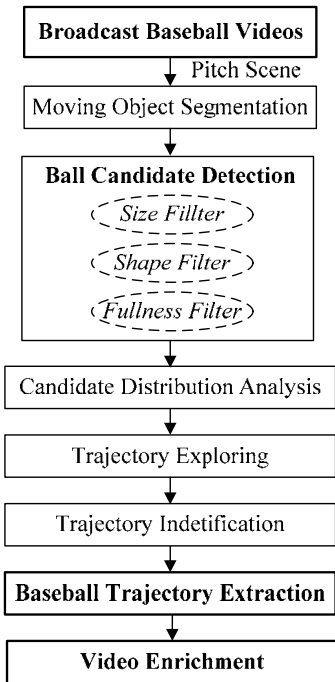 Broadcast Baseball Videos
Pitch Scene
Moving Object Segmentation
Ball Candidate Detection
Size Fillter
Shape Filter
Fullness Filter
Candidate Distribution Analysis
Trajectory Exploring
Trajectory Indetification
Baseball Trajectory Extraction
Video Enrichment